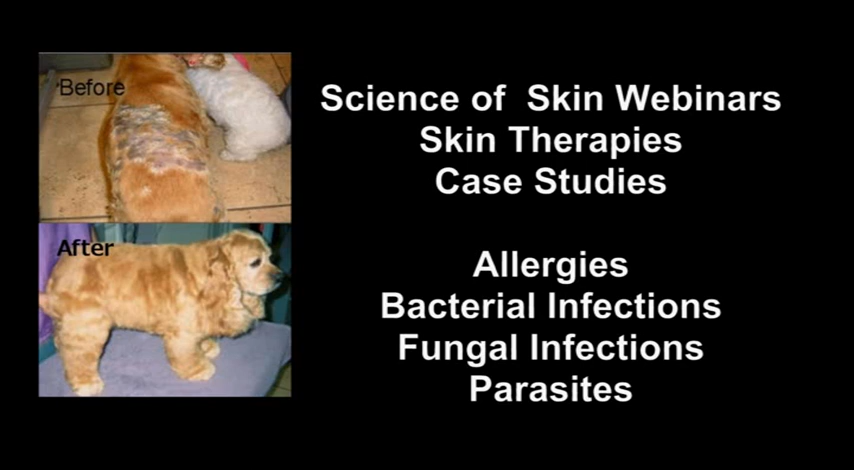 Before
After
Science of  Skin Webinars
Skin Therapies
Case Studies
Allergies
Bacterial Infections
Fungal Infections
Parasites